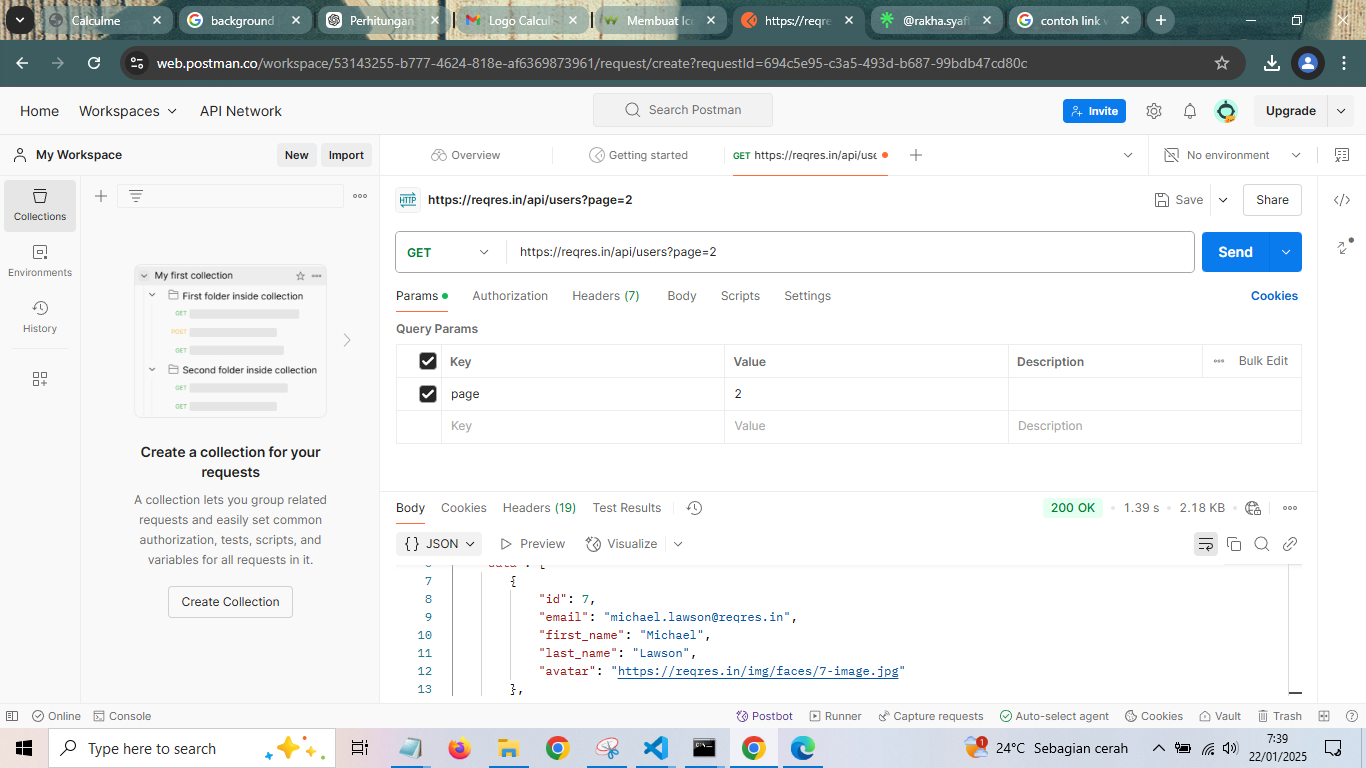 Calculme
background
Perhitungan
Logo Calcul
Membuat Ico
https://reqre
@rakha.syaf
contoh link
web.postman.co/workspace/53143255-b777-4624-818e-af6369873961/request/create?requestId=694c5e95-c3a5-493d-b687-99bdb47cd80c
Home Workspaces API Network Search Postman Invite Upgrade
My Workspace New Import
Overview Getting started GET https://reqres.in/api/use No environment
Collections
Environments
History
My first collection
First folder inside collection
GET
POST
GET
Second folder inside collection
GET
GET
Create a collection for your
requests
A collection lets you group related
requests and easily set common
authorization, tests, scripts, and
variables for all requests in it.
Create Collection
HTTP https://reqres.in/api/users?page=2 Save Share
GET https://reqres.in/api/users?page=2 Send
Params Authorization Headers (7) Body Scripts Settings Cookies
Query Params
Key Value Description Bulk Edit
page 2
Key Value Description
Body Cookies Headers (19) Test Results 200 OK 1.39 s 2.18 KB
{} JSON Preview Visualize
6 "data": [
7 {
8 "id": 7,
9 "email": "michael.lawson@reqres.in",
10 "first_name": "Michael",
11 "last_name": "Lawson",
12 "avatar": "https://reqres.in/img/faces/7-image.jpg"
13 },
Online Console Postbot Runner Capture requests Auto-select agent Cookies Vault Trash
Type here to search 1 24°C Sebagian cerah 7:39
22/01/2025